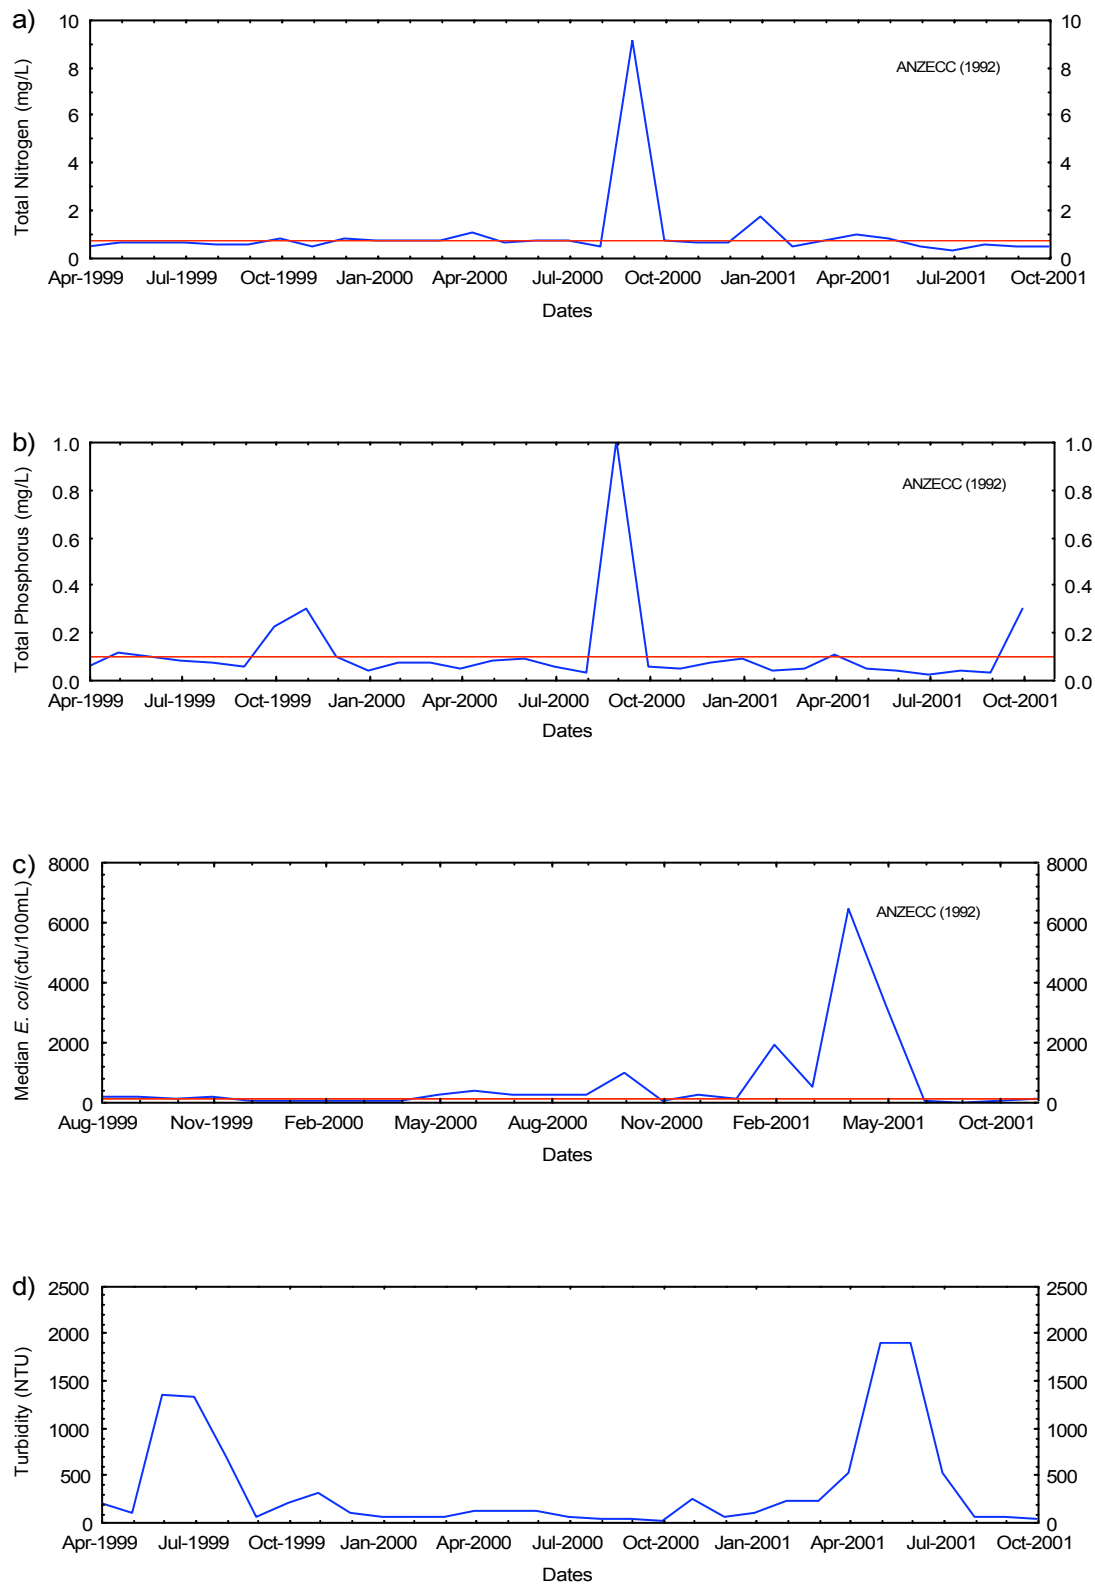 a)
10 10
ANZECC (1992)
8 8
6 6
4 4
2 2
0 0
Total Nitrogen (mg/L)
Apr-1999 Jul-1999 Oct-1999 Jan-2000 Apr-2000 Jul-2000 Oct-2000 Jan-2001 Apr-2001 Jul-2001 Oct-2001
Dates
b)
1.0 1.0
ANZECC (1992)
0.8 0.8
0.6 0.6
0.4 0.4
0.2 0.2
0.0 0.0
Total Phosphorus (mg/L)
Apr-1999 Jul-1999 Oct-1999 Jan-2000 Apr-2000 Jul-2000 Oct-2000 Jan-2001 Apr-2001 Jul-2001 Oct-2001
Dates
c)
8000 8000
ANZECC (1992)
6000 6000
4000 4000
2000 2000
0 0
Median E. coli(cfu/100mL)
Aug-1999 Nov-1999 Feb-2000 May-2000 Aug-2000 Nov-2000 Feb-2001 May-2001 Oct-2001
Dates
d)
2500 2500
2000 2000
1500 1500
1000 1000
500 500
0 0
Turbidity (NTU)
Apr-1999 Jul-1999 Oct-1999 Jan-2000 Apr-2000 Jul-2000 Oct-2000 Jan-2001 Apr-2001 Jul-2001 Oct-2001
Dates